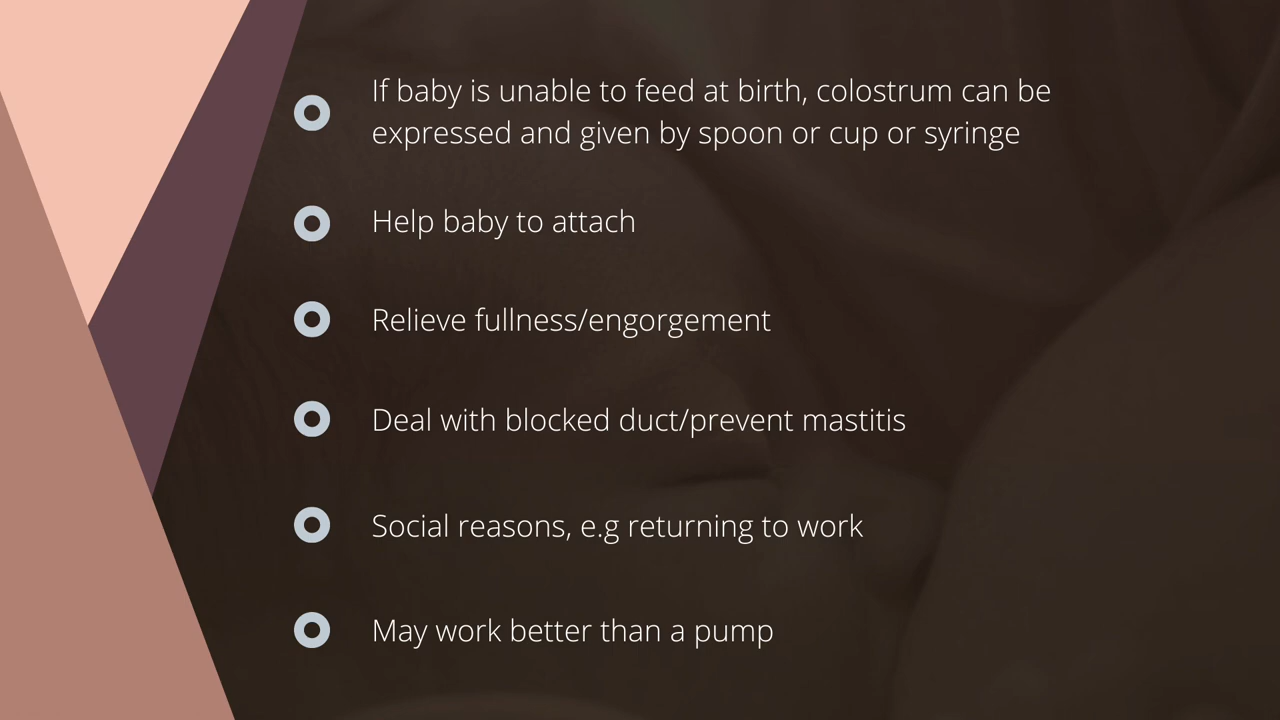 If baby is unable to feed at birth, colostrum can be
expressed and given by spoon or cup or syringe
Help baby to attach
Relieve fullness/engorgement
Deal with blocked duct/prevent mastitis
Social reasons, e.g returning to work
May work better than a pump